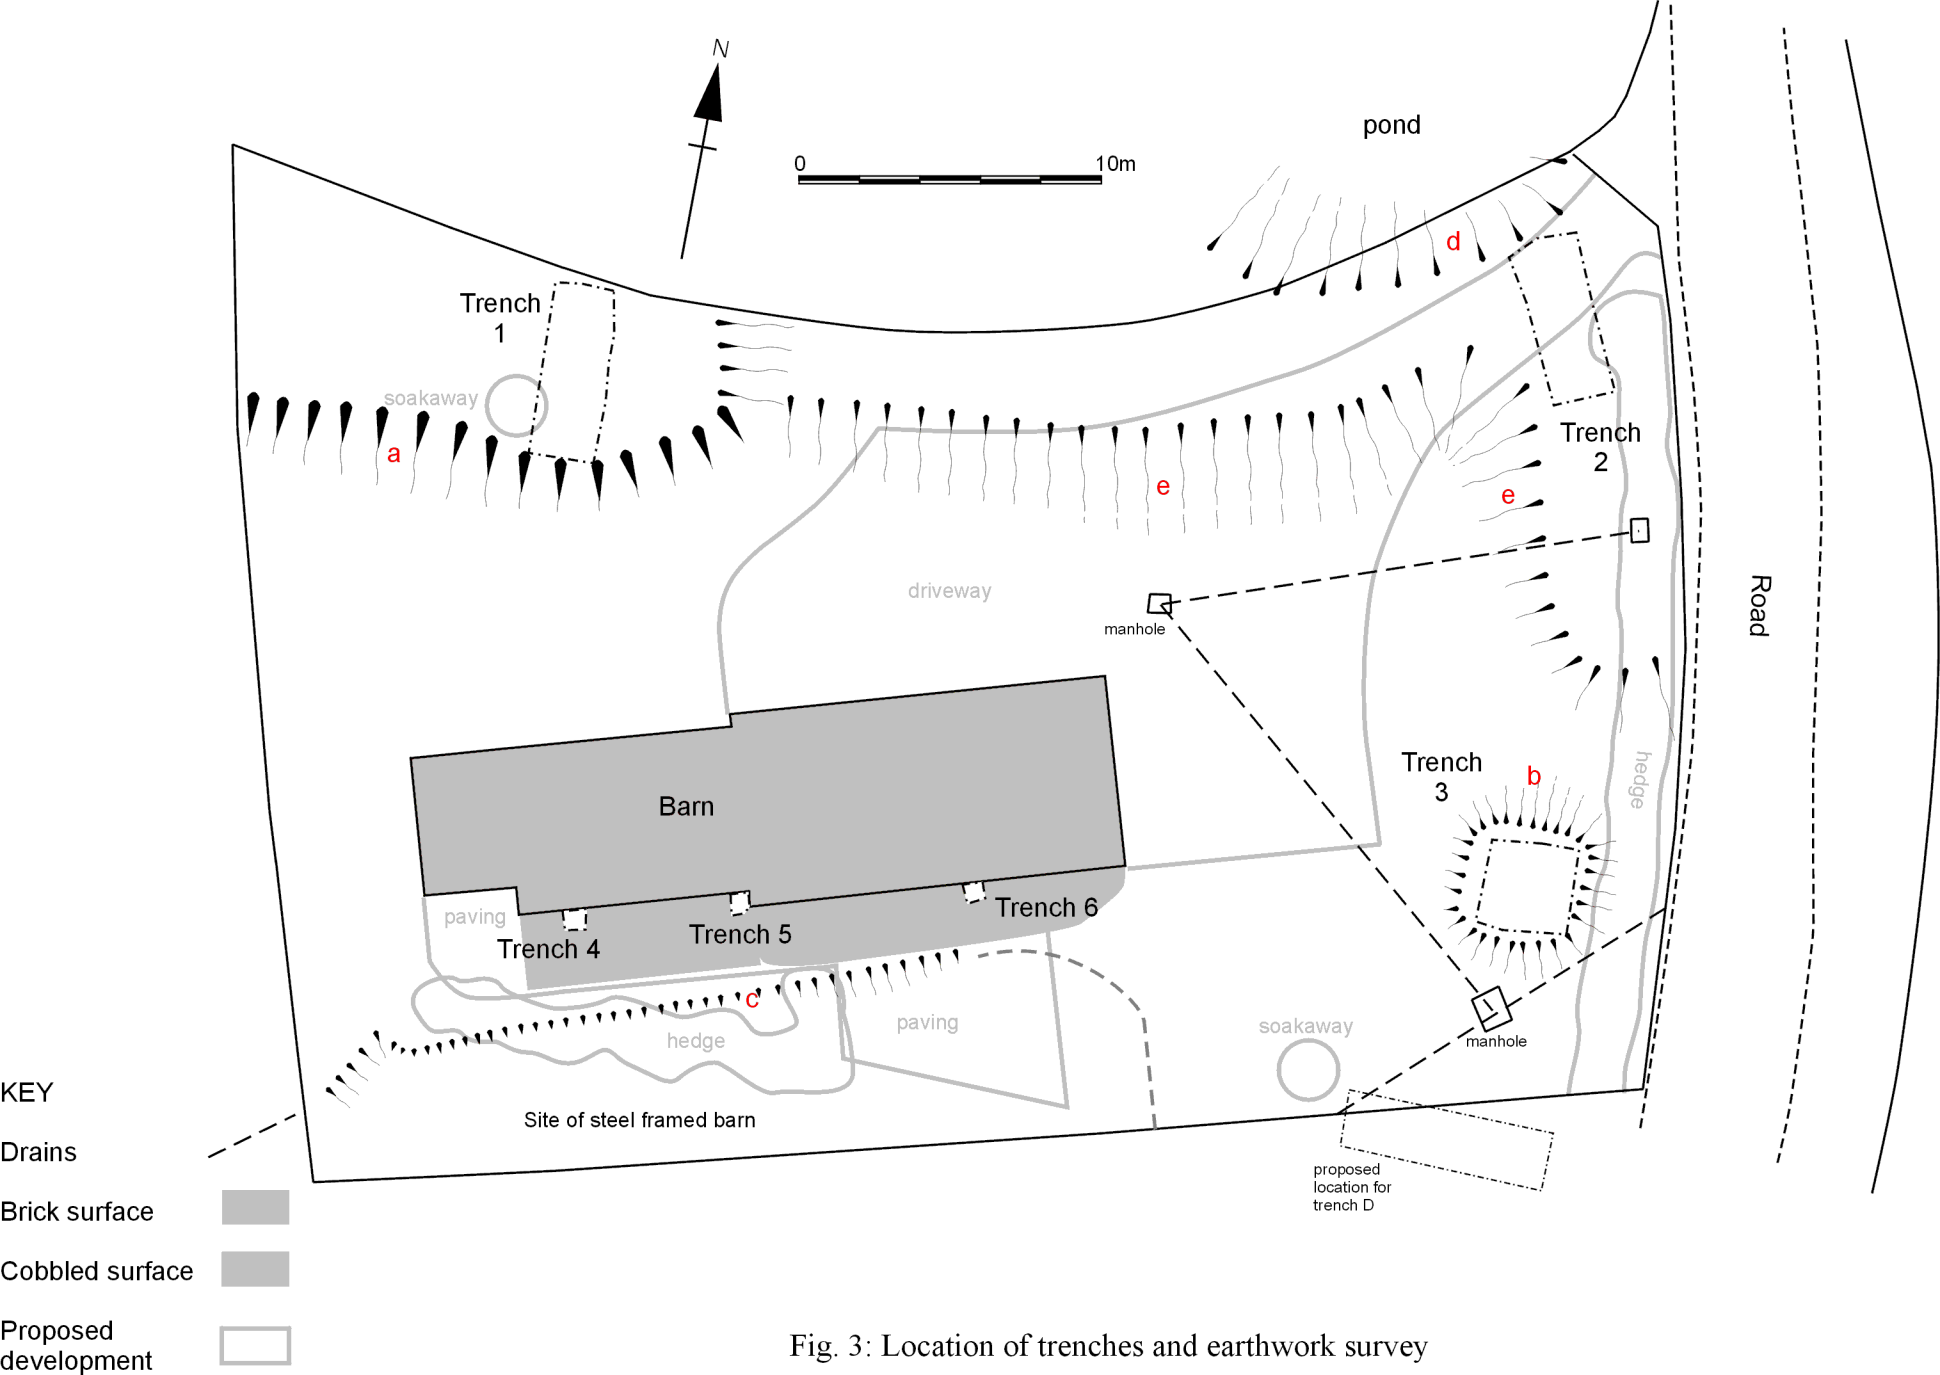 N
pond
0 10m
d
Trench
1
soakaway
a
Trench
2
e
e
driveway
manhole
Road
Trench
3
b
hedge
Barn
paving
Trench 4
Trench 5
Trench 6
c
hedge
paving
soakaway
manhole
Site of steel framed barn
proposed
location for
trench D
KEY
Drains
Brick surface
Cobbled surface
Proposed
development
Fig. 3: Location of trenches and earthwork survey